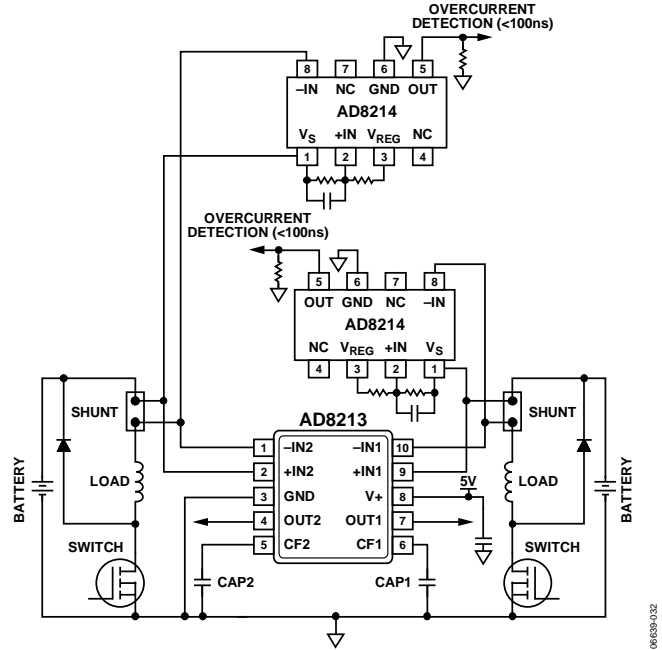 OVERCURRENT
DETECTION (<100ns)
8 7 6 5
–IN NC GND OUT
AD8214
VS +IN VREG NC
1 2 3 4
OVERCURRENT
DETECTION (<100ns)
5 6 7 8
OUT GND NC –IN
AD8214
NC VREG +IN VS
4 3 2 1
SHUNT
SHUNT
AD8213
1 –IN2 –IN1 10
2 +IN2 +IN1 9
3 GND V+ 8
4 OUT2 OUT1 7
5 CF2 CF1 6
5V
BATTERY
LOAD
LOAD
BATTERY
SWITCH
SWITCH
CAP2
CAP1
06639-032